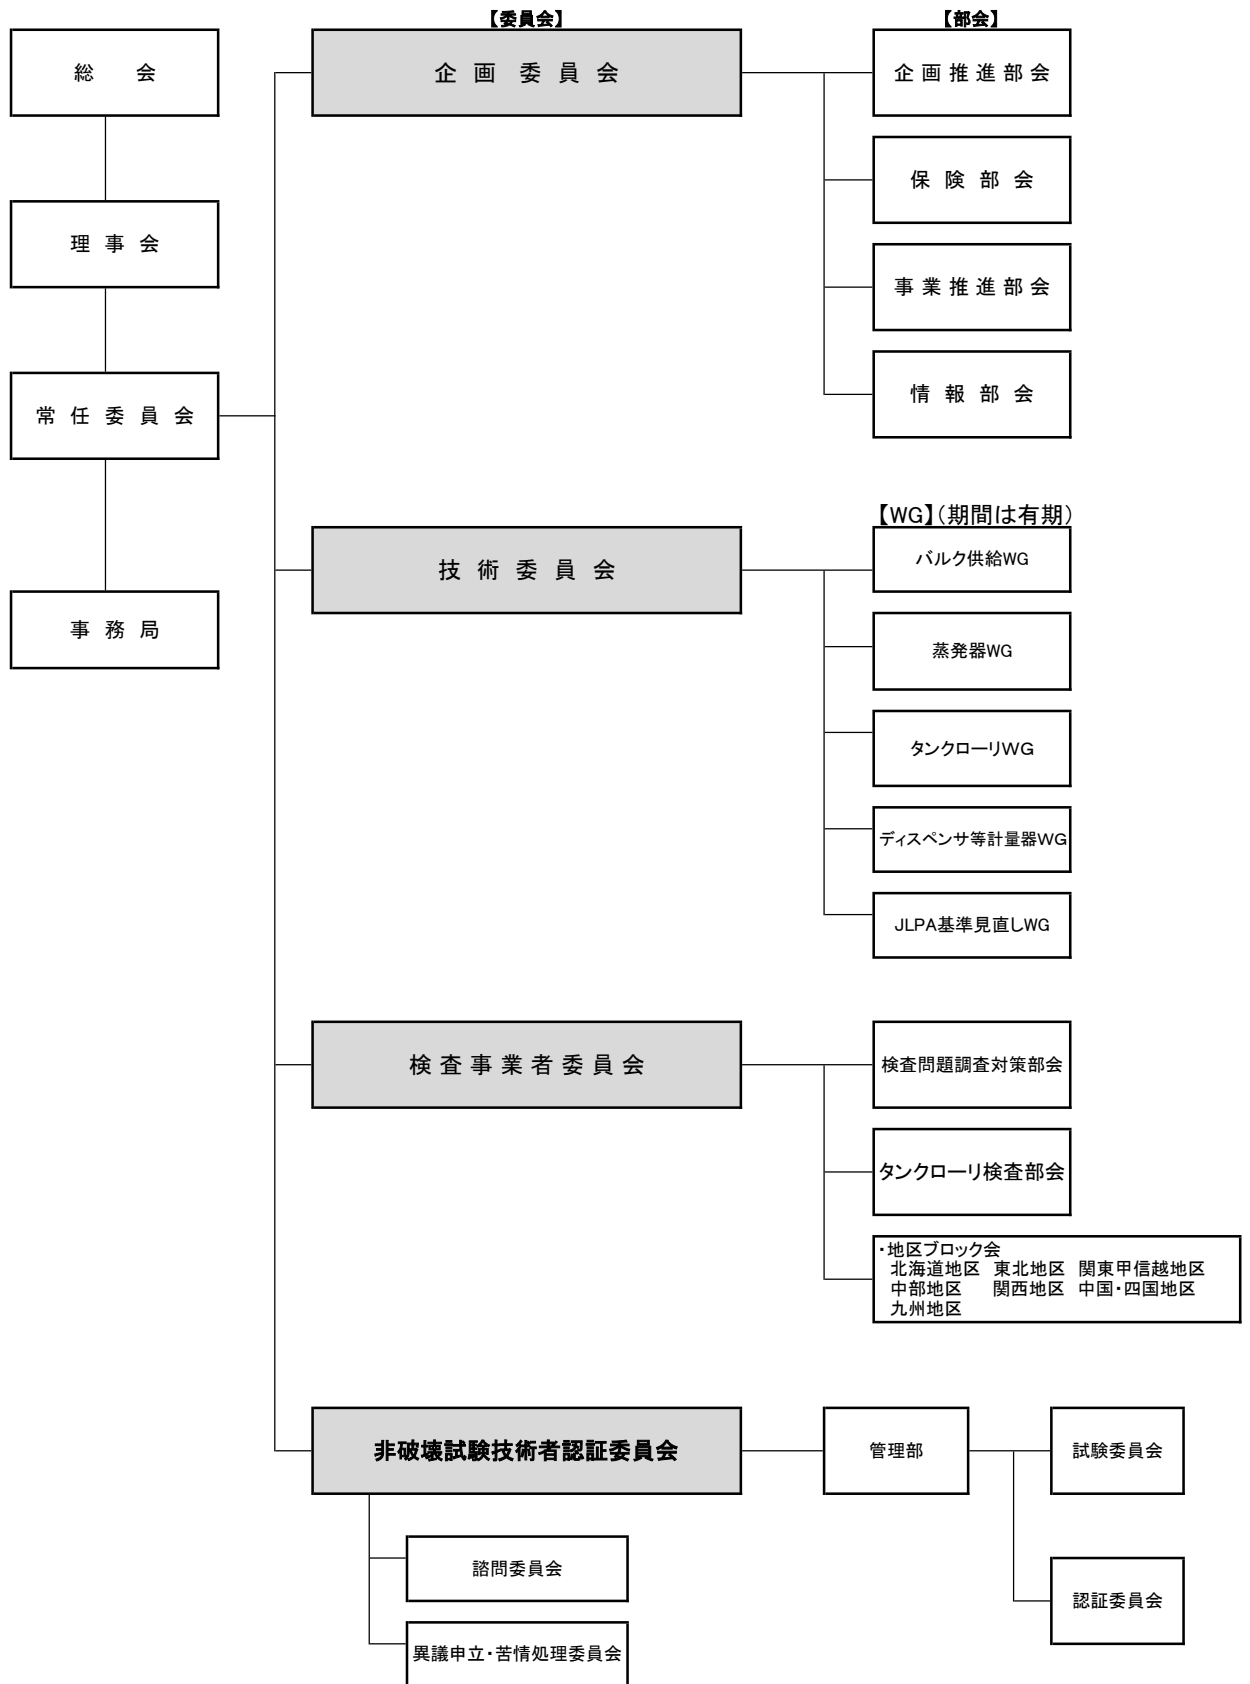 【委員会】
【部会】
総　会
企画委員会
企画推進部会
保険部会
理事会
事業推進部会
情報部会
常任委員会
【WG】(期間は有期)
技術委員会
バルク供給WG
事務局
蒸発器WG
タンクローリWG
ディスペンサ等計量器WG
JLPA基準見直しWG
検査事業者委員会
検査問題調査対策部会
タンクローリ検査部会
・地区ブロック会
北海道地区　東北地区　関東甲信越地区
中部地区　関西地区　中国・四国地区
九州地区
非破壊試験技術者認証委員会
管理部
試験委員会
諮問委員会
認証委員会
異議申立・苦情処理委員会